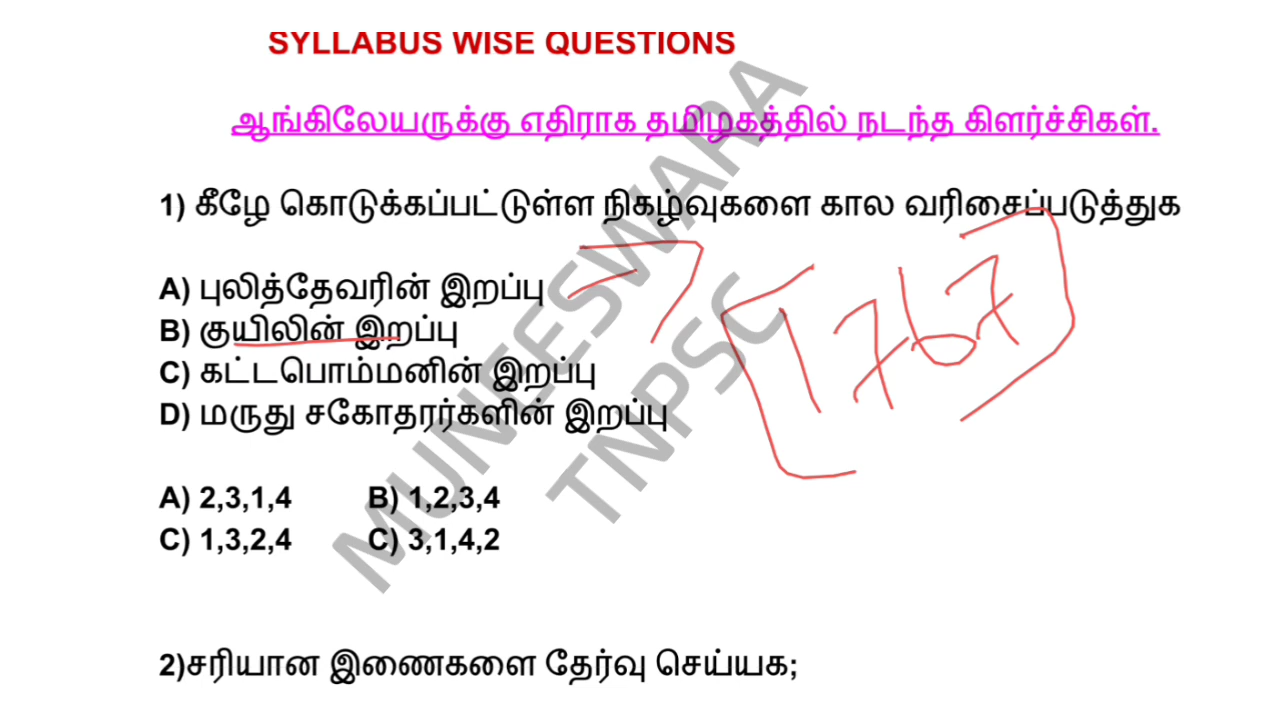 SYLLABUS WISE QUESTIONS
ஆங்கிலேயருக்கு எதிராக தமிழகத்தில் நடந்த கிளர்ச்சிகள்.
1) கீழே கொடுக்கப்பட்டுள்ள நிகழ்வுகளை கால வரிசைப்படுத்துக
A) புலித்தேவரின் இறப்பு
B) குயிலின் இறப்பு
C) கட்டபொம்மனின் இறப்பு
D) மருது சகோதரர்களின் இறப்பு
1767
A) 2,3,1,4 B) 1,2,3,4
C) 1,3,2,4 C) 3,1,4,2
2)சரியான இணைகளை தேர்வு செய்யக;
MUNEESWARA
TNPSC